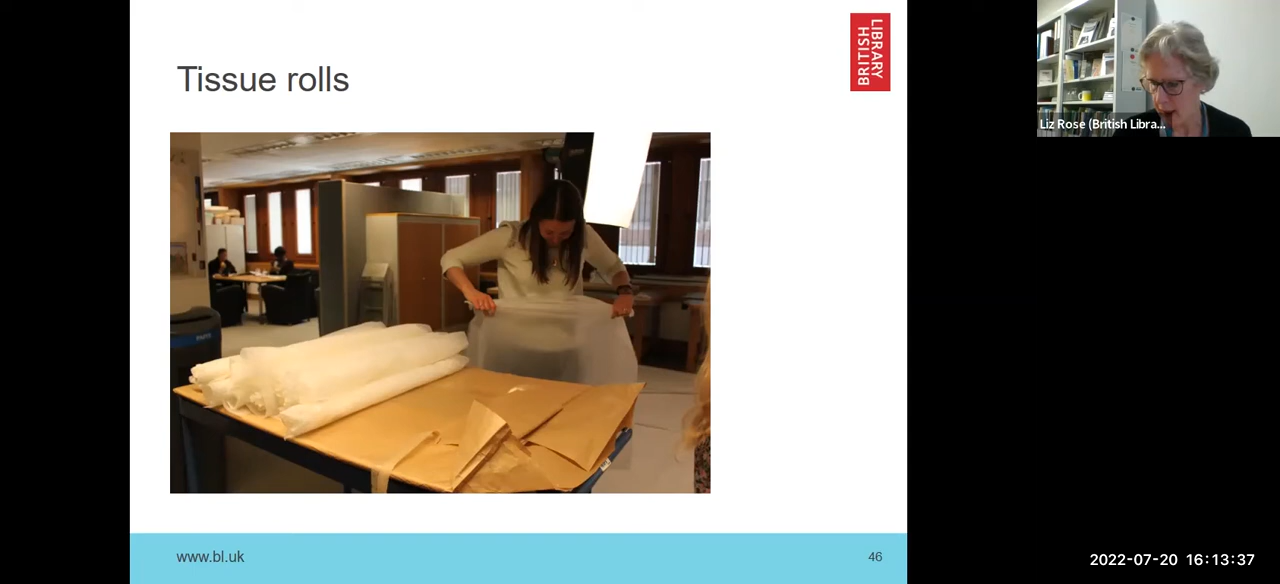 Tissue rolls
BRITISH
LIBRARY
Liz Rose (British Libra...
www.bl.uk
46
2022-07-20 16:13:37